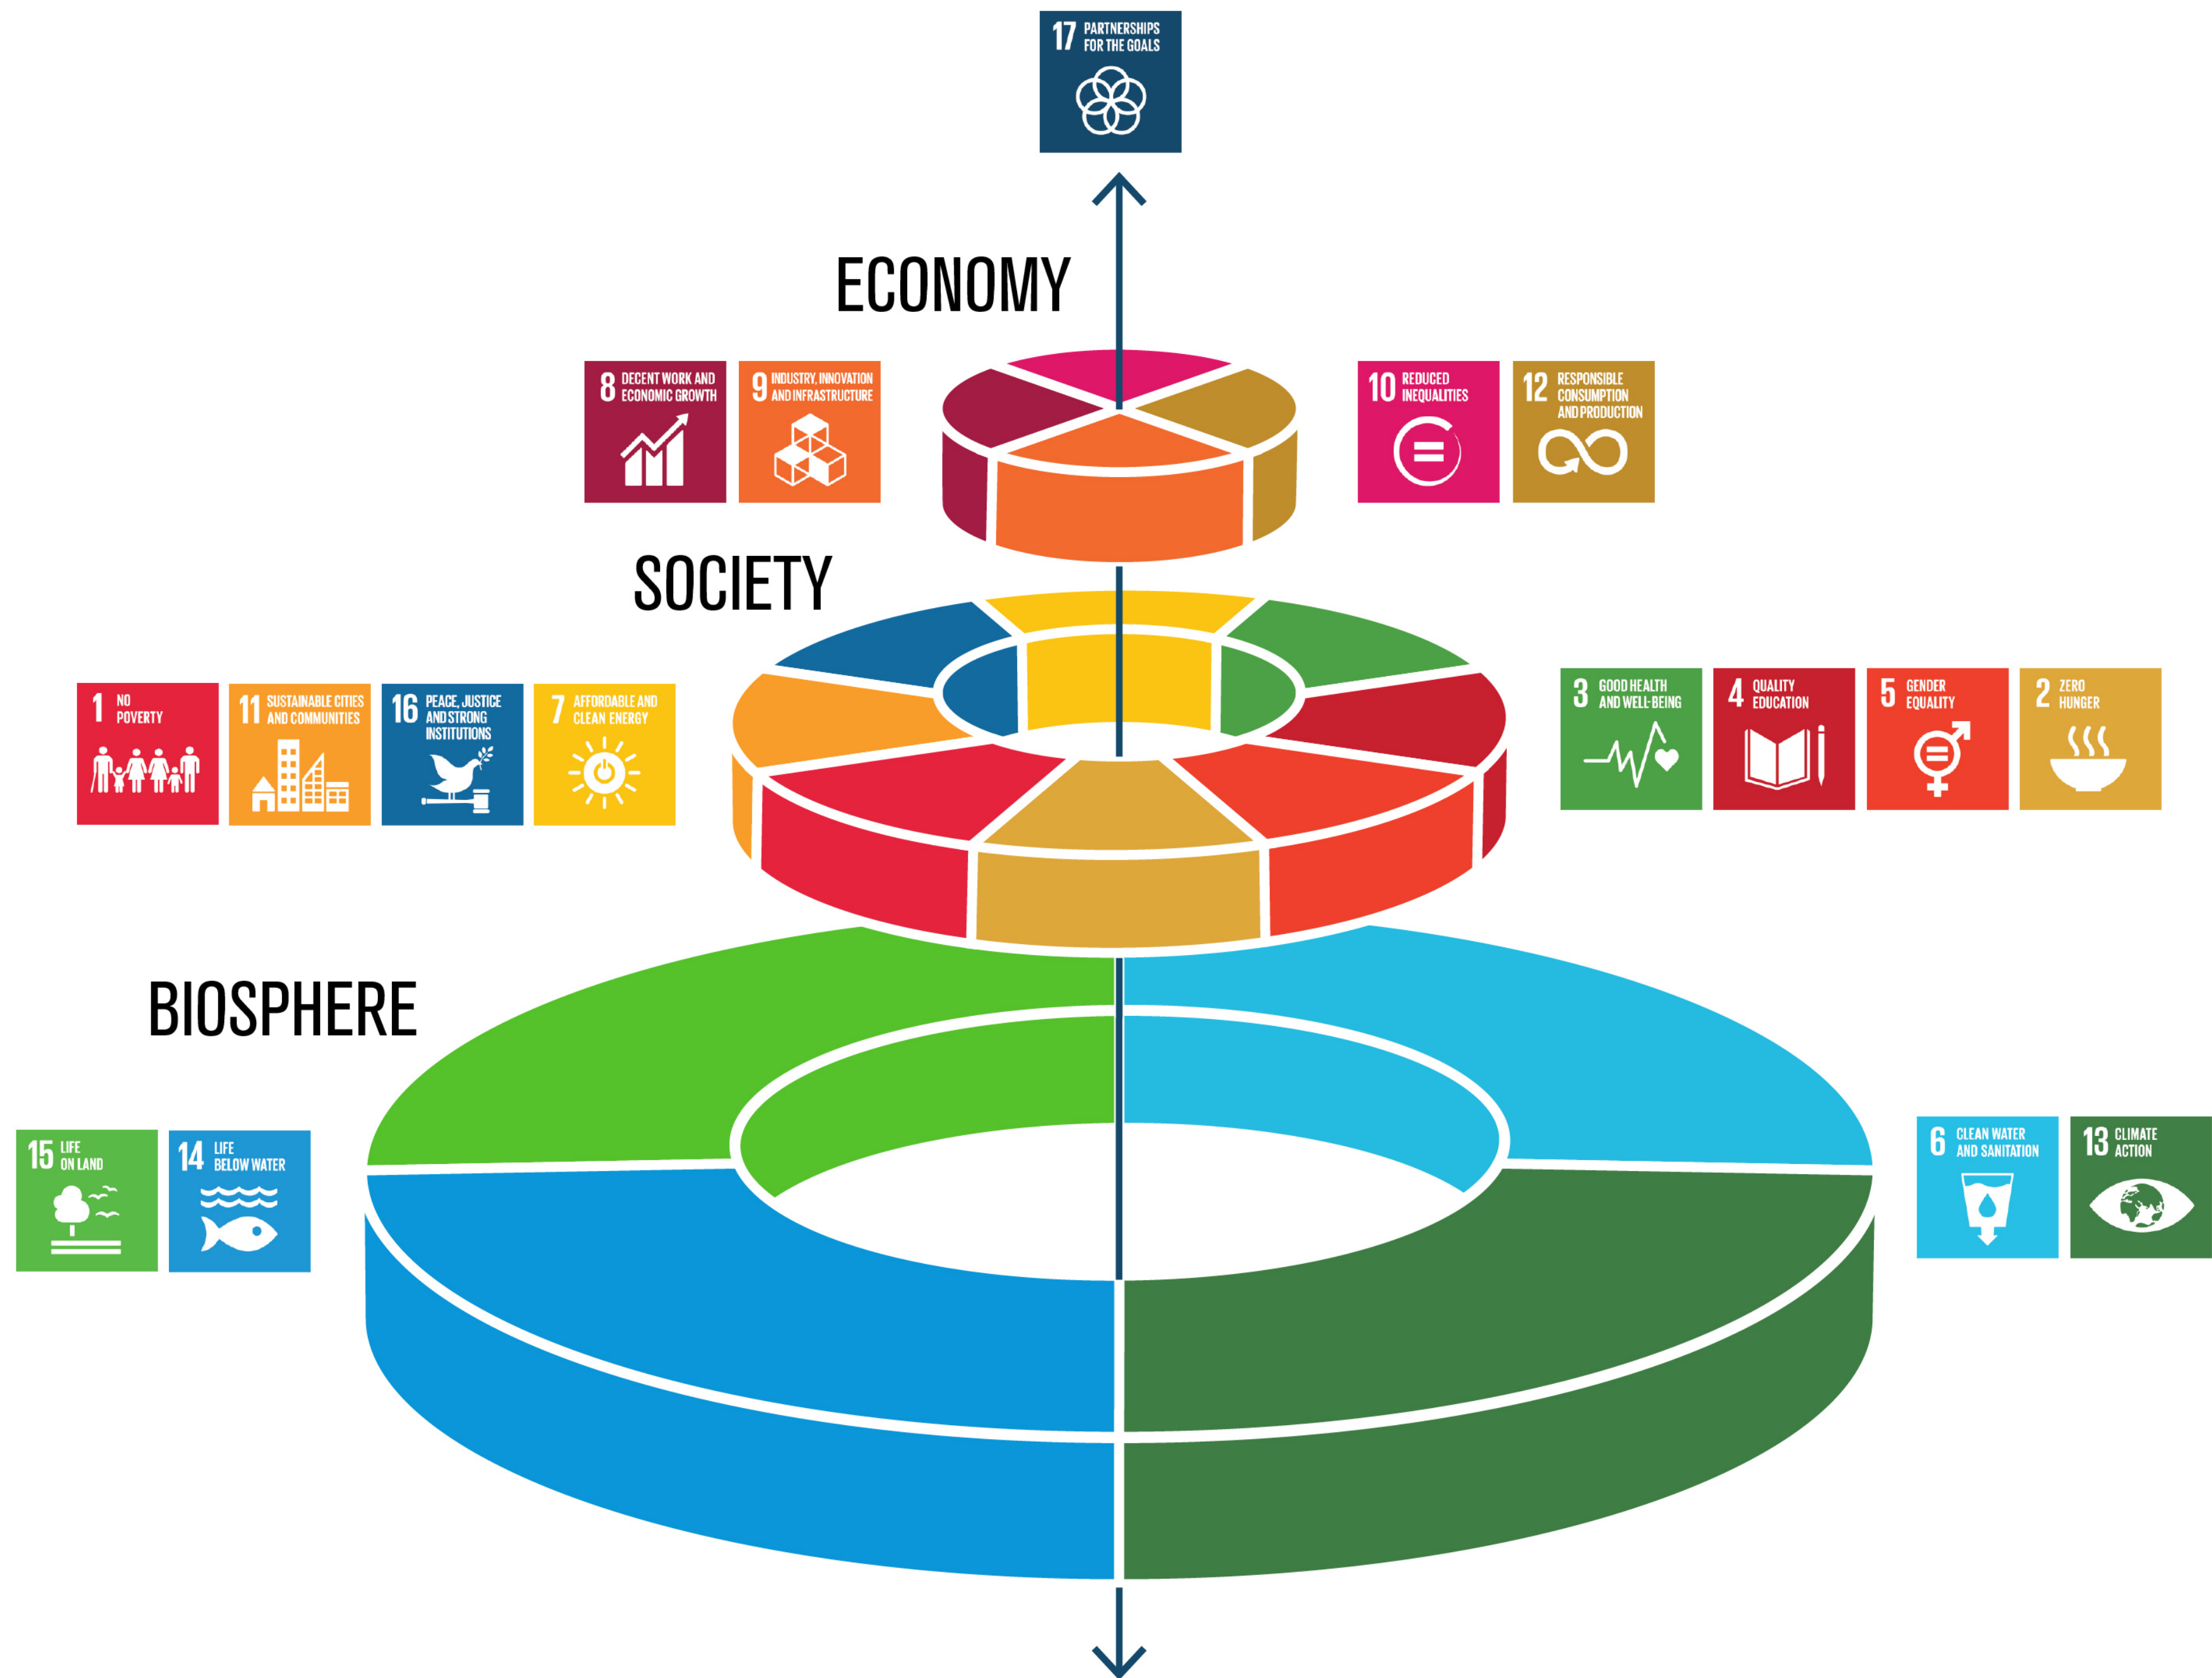 17 PARTNERSHIPS
FOR THE GOALS
ECONOMY
8 DECENT WORK AND
ECONOMIC GROWTH
9 INDUSTRY, INNOVATION
AND INFRASTRUCTURE
10 REDUCED
INEQUALITIES
12 RESPONSIBLE
CONSUMPTION
AND PRODUCTION
SOCIETY
1 NO
POVERTY
11 SUSTAINABLE CITIES
AND COMMUNITIES
16 PEACE, JUSTICE
AND STRONG
INSTITUTIONS
7 AFFORDABLE AND
CLEAN ENERGY
3 GOOD HEALTH
AND WELL-BEING
4 QUALITY
EDUCATION
5 GENDER
EQUALITY
2 ZERO
HUNGER
BIOSPHERE
15 LIFE
ON LAND
14 LIFE
BELOW WATER
6 CLEAN WATER
AND SANITATION
13 CLIMATE
ACTION